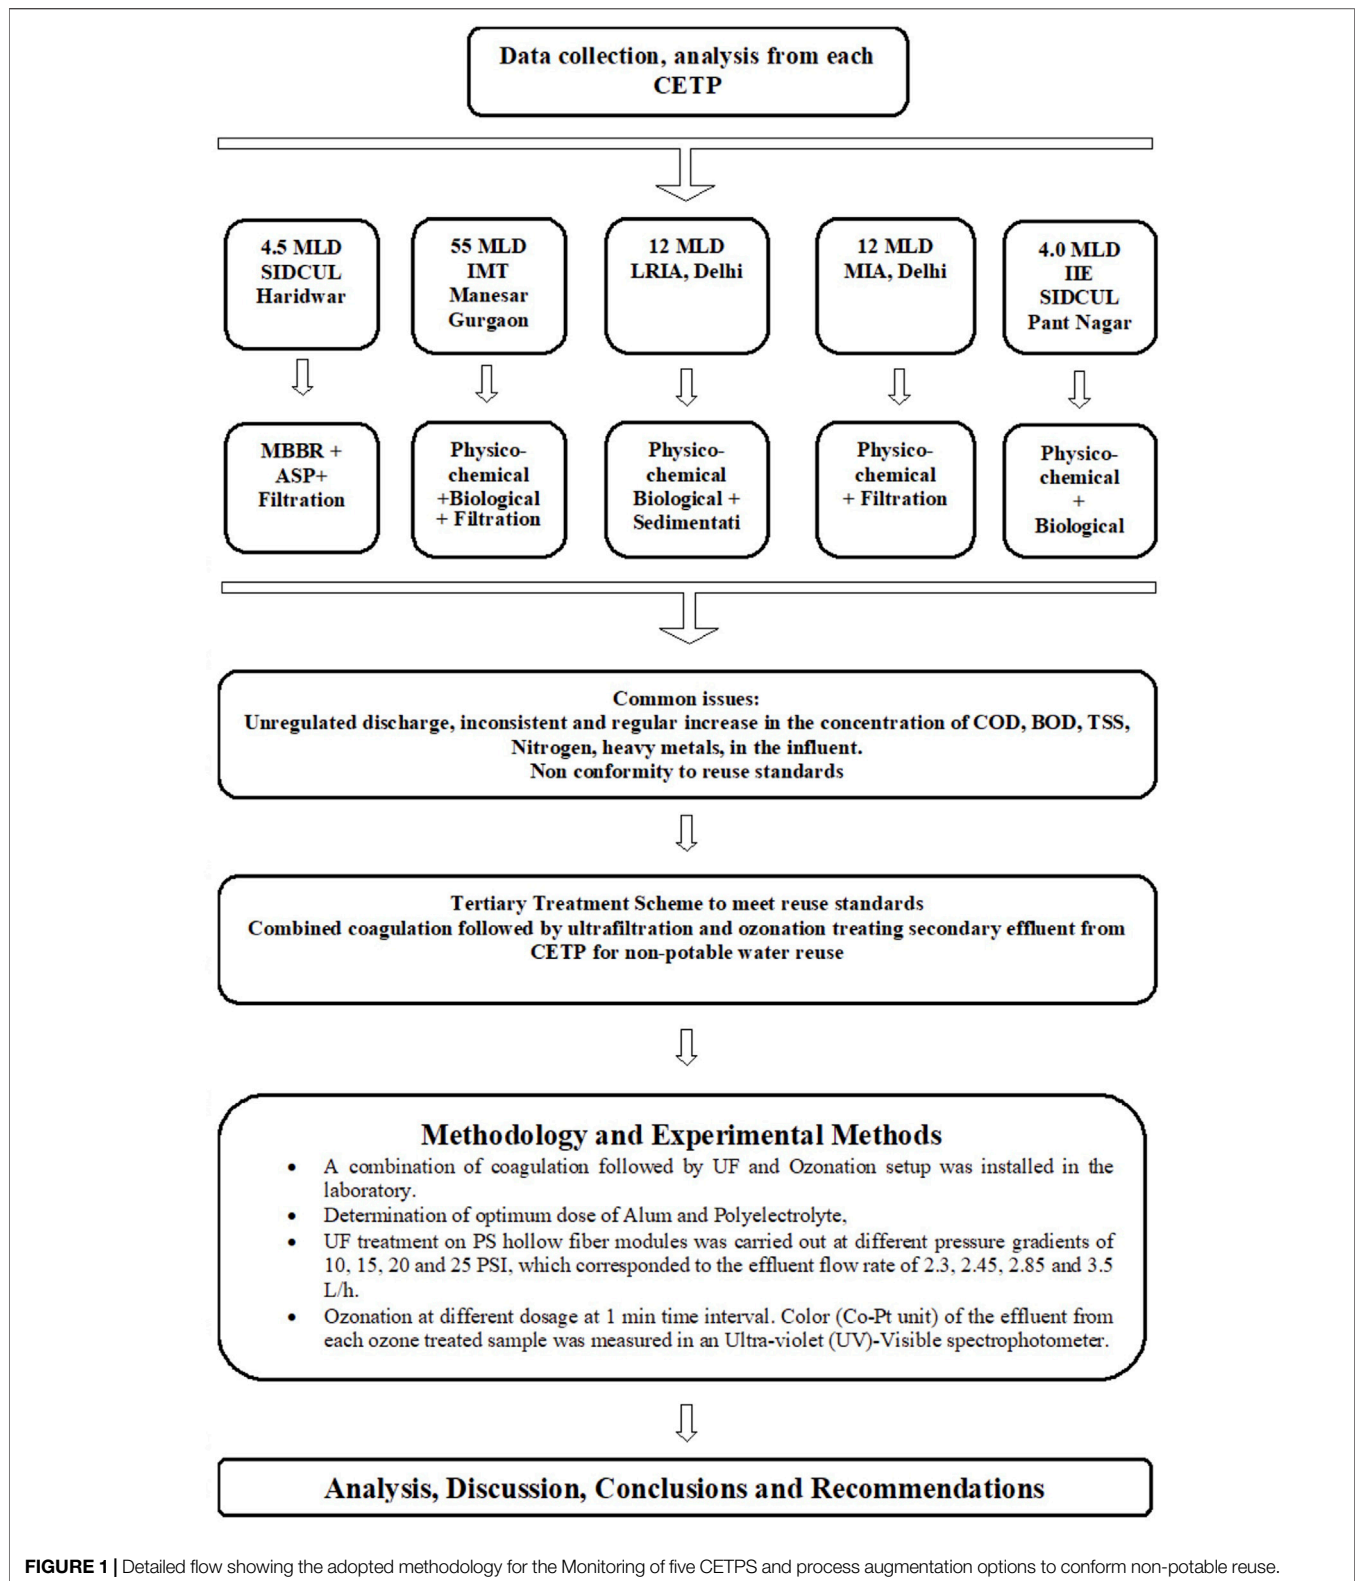 Data collection, analysis from each
CETP
4.5 MLD
SIDCUL
Haridwar
55 MLD
IMT
Manesar
Gurgaon
12 MLD
LRIA, Delhi
12 MLD
MIA, Delhi
4.0 MLD
IIE
SIDCUL
Pant Nagar
MBBR +
ASP+
Filtration
Physico-
chemical
+Biological
+ Filtration
Physico-
chemical
Biological +
Sedimentati
Physico-
chemical
+ Filtration
Physico-
chemical
+
Biological
Common issues:
Unregulated discharge, inconsistent and regular increase in the concentration of COD, BOD, TSS,
Nitrogen, heavy metals, in the influent.
Non conformity to reuse standards
Tertiary Treatment Scheme to meet reuse standards
Combined coagulation followed by ultrafiltration and ozonation treating secondary effluent from
CETP for non-potable water reuse
Methodology and Experimental Methods
• A combination of coagulation followed by UF and Ozonation setup was installed in the
laboratory.
• Determination of optimum dose of Alum and Polyelectrolyte,
• UF treatment on PS hollow fiber modules was carried out at different pressure gradients of
10, 15, 20 and 25 PSI, which corresponded to the effluent flow rate of 2.3, 2.45, 2.85 and 3.5
L/h.
• Ozonation at different dosage at 1 min time interval. Color (Co-Pt unit) of the effluent from
each ozone treated sample was measured in an Ultra-violet (UV)-Visible spectrophotometer.
Analysis, Discussion, Conclusions and Recommendations
FIGURE 1 | Detailed flow showing the adopted methodology for the Monitoring of five CETPS and process augmentation options to conform non-potable reuse.